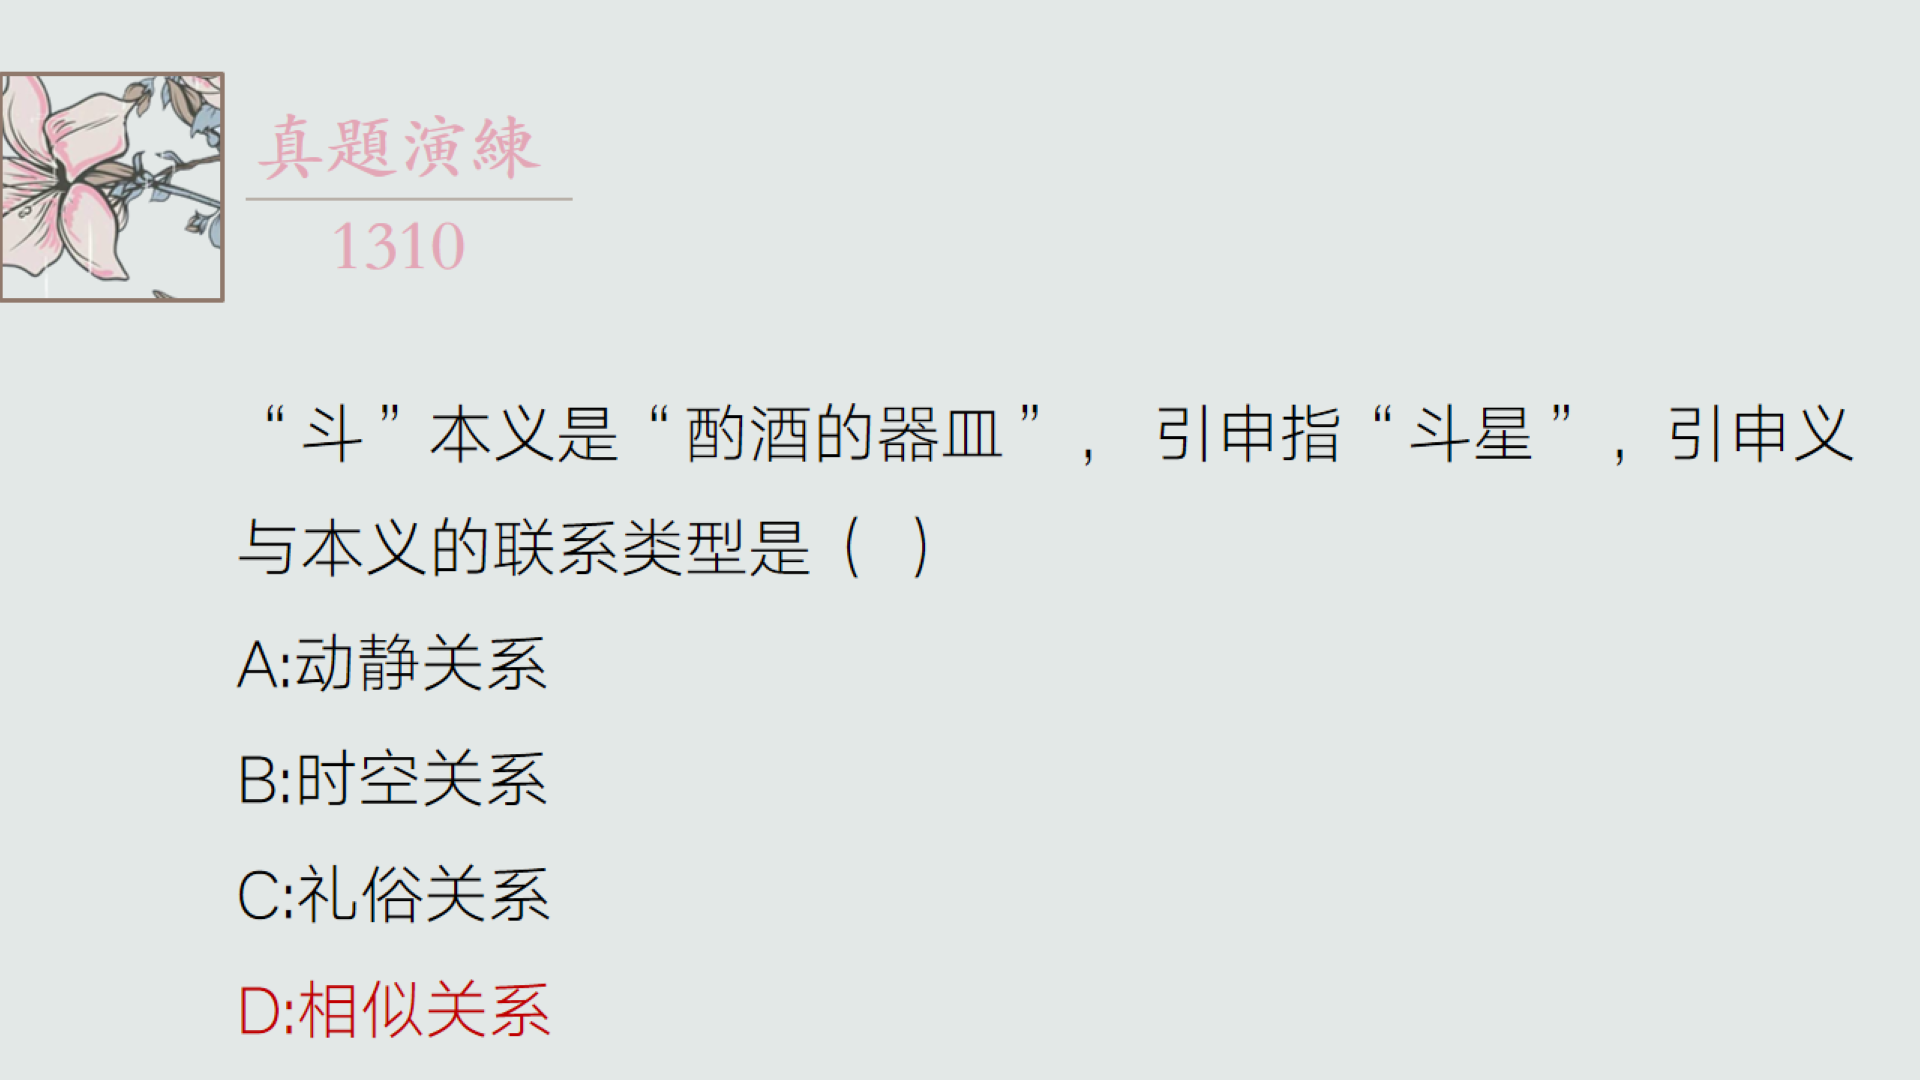 真題演練
1310
“斗”本义是“酌酒的器皿”， 引申指“斗星”，引申义
与本义的联系类型是（ ）
A:动静关系
B:时空关系
C:礼俗关系
D:相似关系